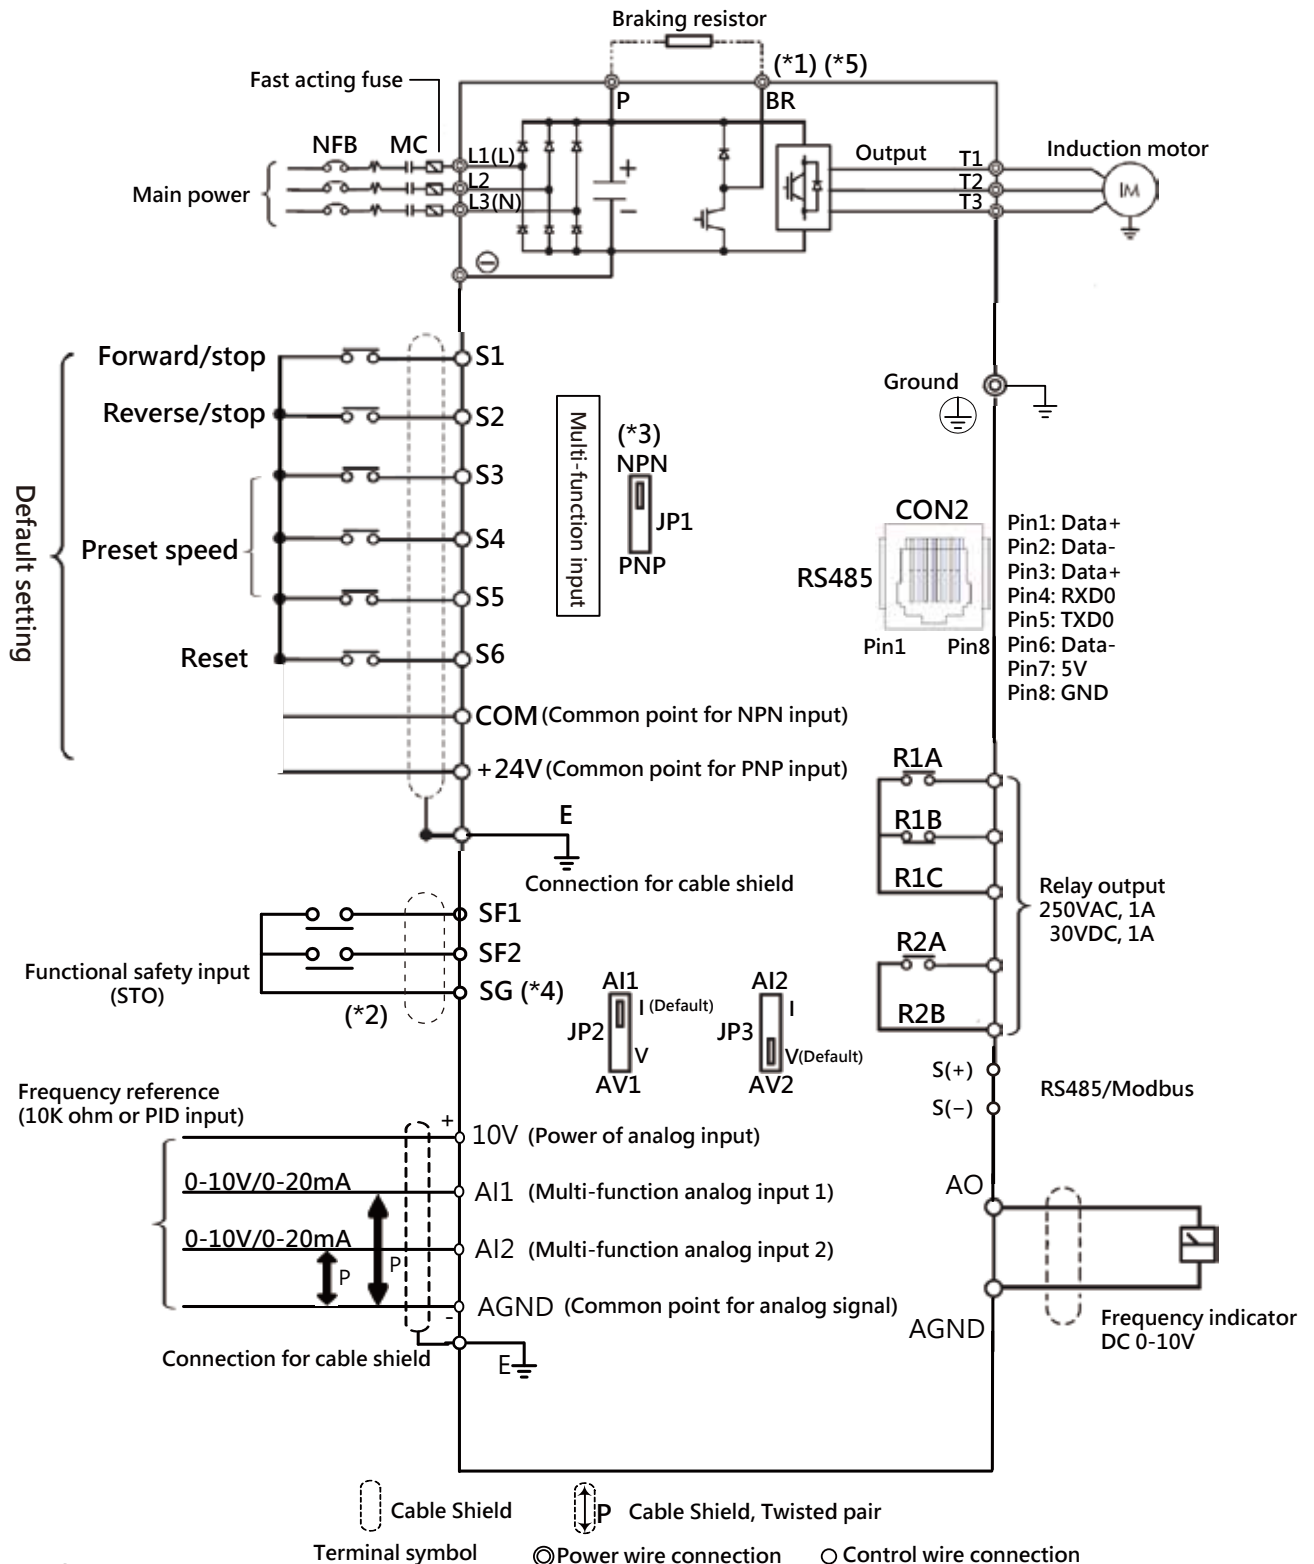 Braking resistor
(*1) (*5)
Fast acting fuse
P
BR
NFB
MC
L1(L)
L2
L3(N)
Main power
+
−
⊖
Output
T1
T2
T3
Induction motor
IM
Default setting
Forward/stop
S1
Reverse/stop
S2
S3
Preset speed
S4
S5
Reset
S6
COM (Common point for NPN input)
+24V (Common point for PNP input)
E
Connection for cable shield
Multi-function input
(*3)
NPN
JP1
PNP
Ground
CON2
RS485
Pin1
Pin8
Pin1: Data+
Pin2: Data-
Pin3: Data+
Pin4: RXD0
Pin5: TXD0
Pin6: Data-
Pin7: 5V
Pin8: GND
R1A
R1B
R1C
R2A
R2B
Relay output
250VAC, 1A
30VDC, 1A
Functional safety input
(STO)
(*2)
SF1
SF2
SG (*4)
AI1
I (Default)
JP2
V
AV1
AI2
I
JP3
V(Default)
AV2
S(+)
S(−)
RS485/Modbus
Frequency reference
(10K ohm or PID input)
+
10V (Power of analog input)
0-10V/0-20mA
AI1 (Multi-function analog input 1)
0-10V/0-20mA
AI2 (Multi-function analog input 2)
P
P
AGND (Common point for analog signal)
-
Connection for cable shield
E
AO
AGND
Frequency indicator
DC 0-10V
Cable Shield
P Cable Shield, Twisted pair
Terminal symbol
Power wire connection
Control wire connection